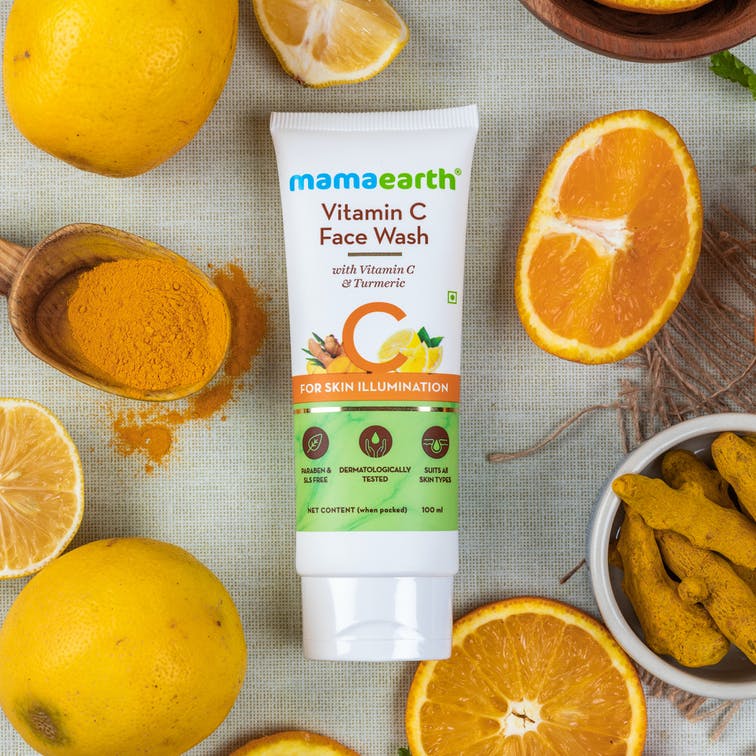 mamaearth®
Vitamin C
Face Wash
with Vitamin C
& Turmeric
C
FOR SKIN ILLUMINATION
PARABEN &
SLS FREE
DERMATOLOGICALLY
TESTED
SUITS All
SKIN TYPES
NET CONTENT (when packed) 100 ml